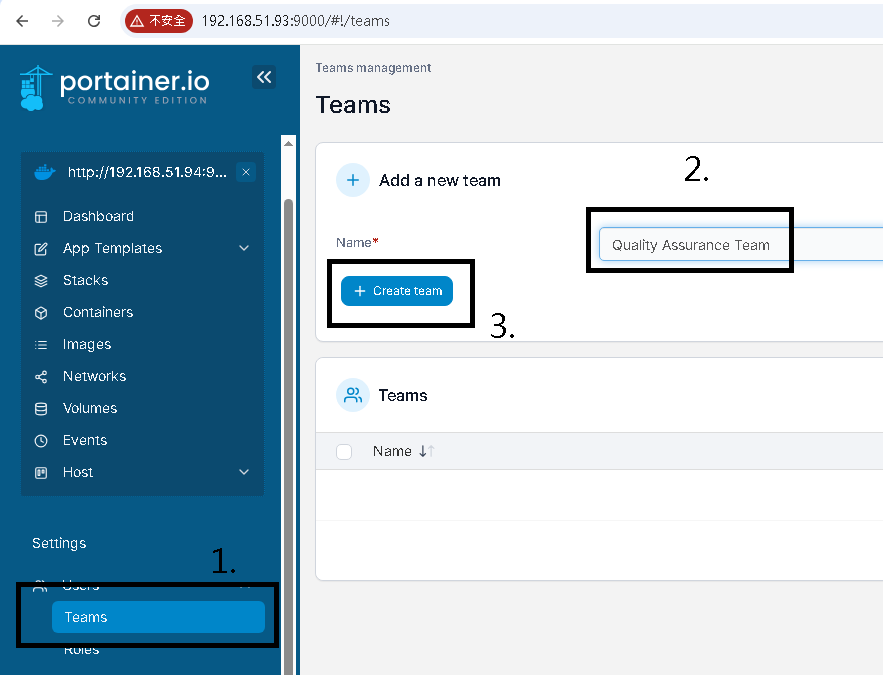 不安全 192.168.51.93:9000/#!/teams
portainer.io
COMMUNITY EDITION
http://192.168.51.94:9...
Dashboard
App Templates
Stacks
Containers
Images
Networks
Volumes
Events
Host
Settings
1.
Users
Teams
Roles
Teams management
Teams
Add a new team
2.
Name*
Quality Assurance Team
Create team
3.
Teams
Name